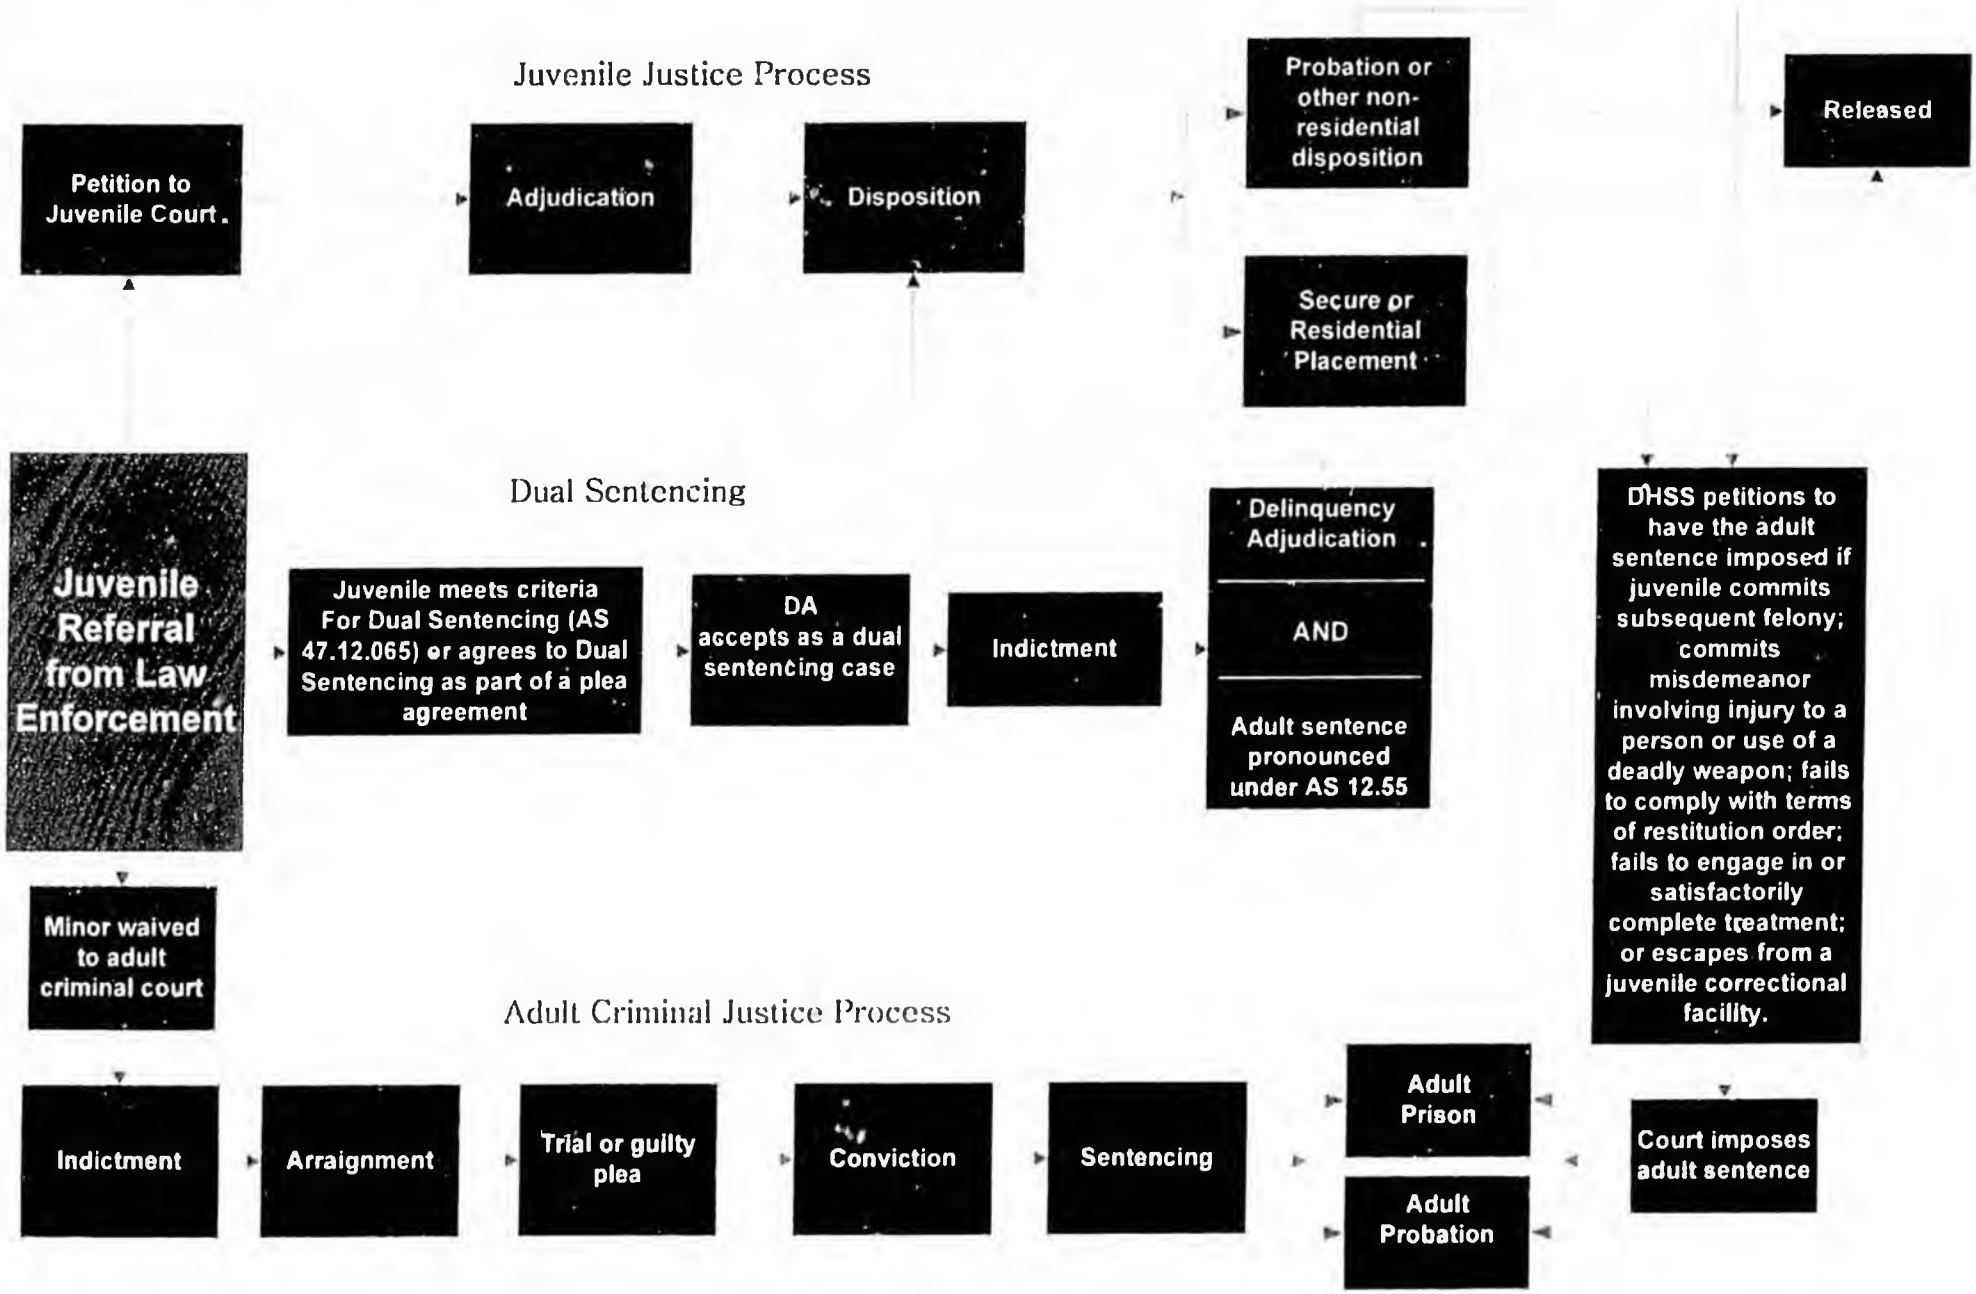 Juvenile Justice Process
Petition to
Juvenile Court
Adjudication
Disposition
Probation or
other non-
residential
disposition
Secure or
Residential
Placement
Released
Juvenile
Referral
from Law
Enforcement
Dual Sentencing
Juvenile meets criteria
For Dual Sentencing (AS
47.12.065) or agrees to Dual
Sentencing as part of a plea
agreement
DA
accepts as a dual
sentencing case
Indictment
Delinquency
Adjudication
AND
Adult sentence
pronounced
under AS 12.55
DHSS petitions to
have the adult
sentence imposed if
juvenile commits
subsequent felony;
commits
misdemeanor
involving injury to a
person or use of a
deadly weapon; fails
to comply with terms
of restitution order;
fails to engage in or
satisfactorily
complete treatment;
or escapes from a
juvenile correctional
facility.
Minor waived
to adult
criminal court
Adult Criminal Justice Process
Indictment
Arraignment
Trial or guilty
plea
Conviction
Sentencing
Adult
Prison
Adult
Probation
Court imposes
adult sentence